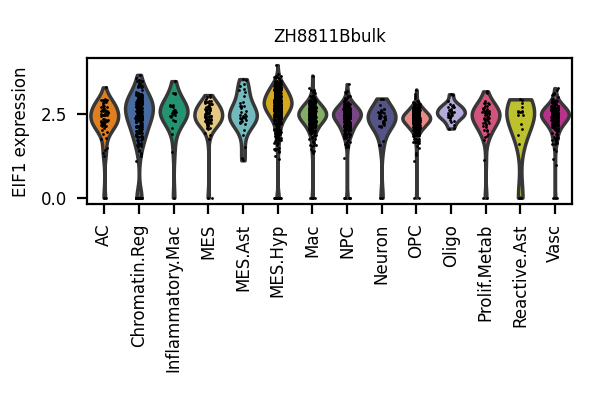 ZH8811Bbulk
EIF1 expression
2.5
0.0
AC
Chromatin.Reg
Inflammatory.Mac
MES
MES.Ast
MES.Hyp
Mac
NPC
Neuron
OPC
Oligo
Prolif.Metab
Reactive.Ast
Vasc